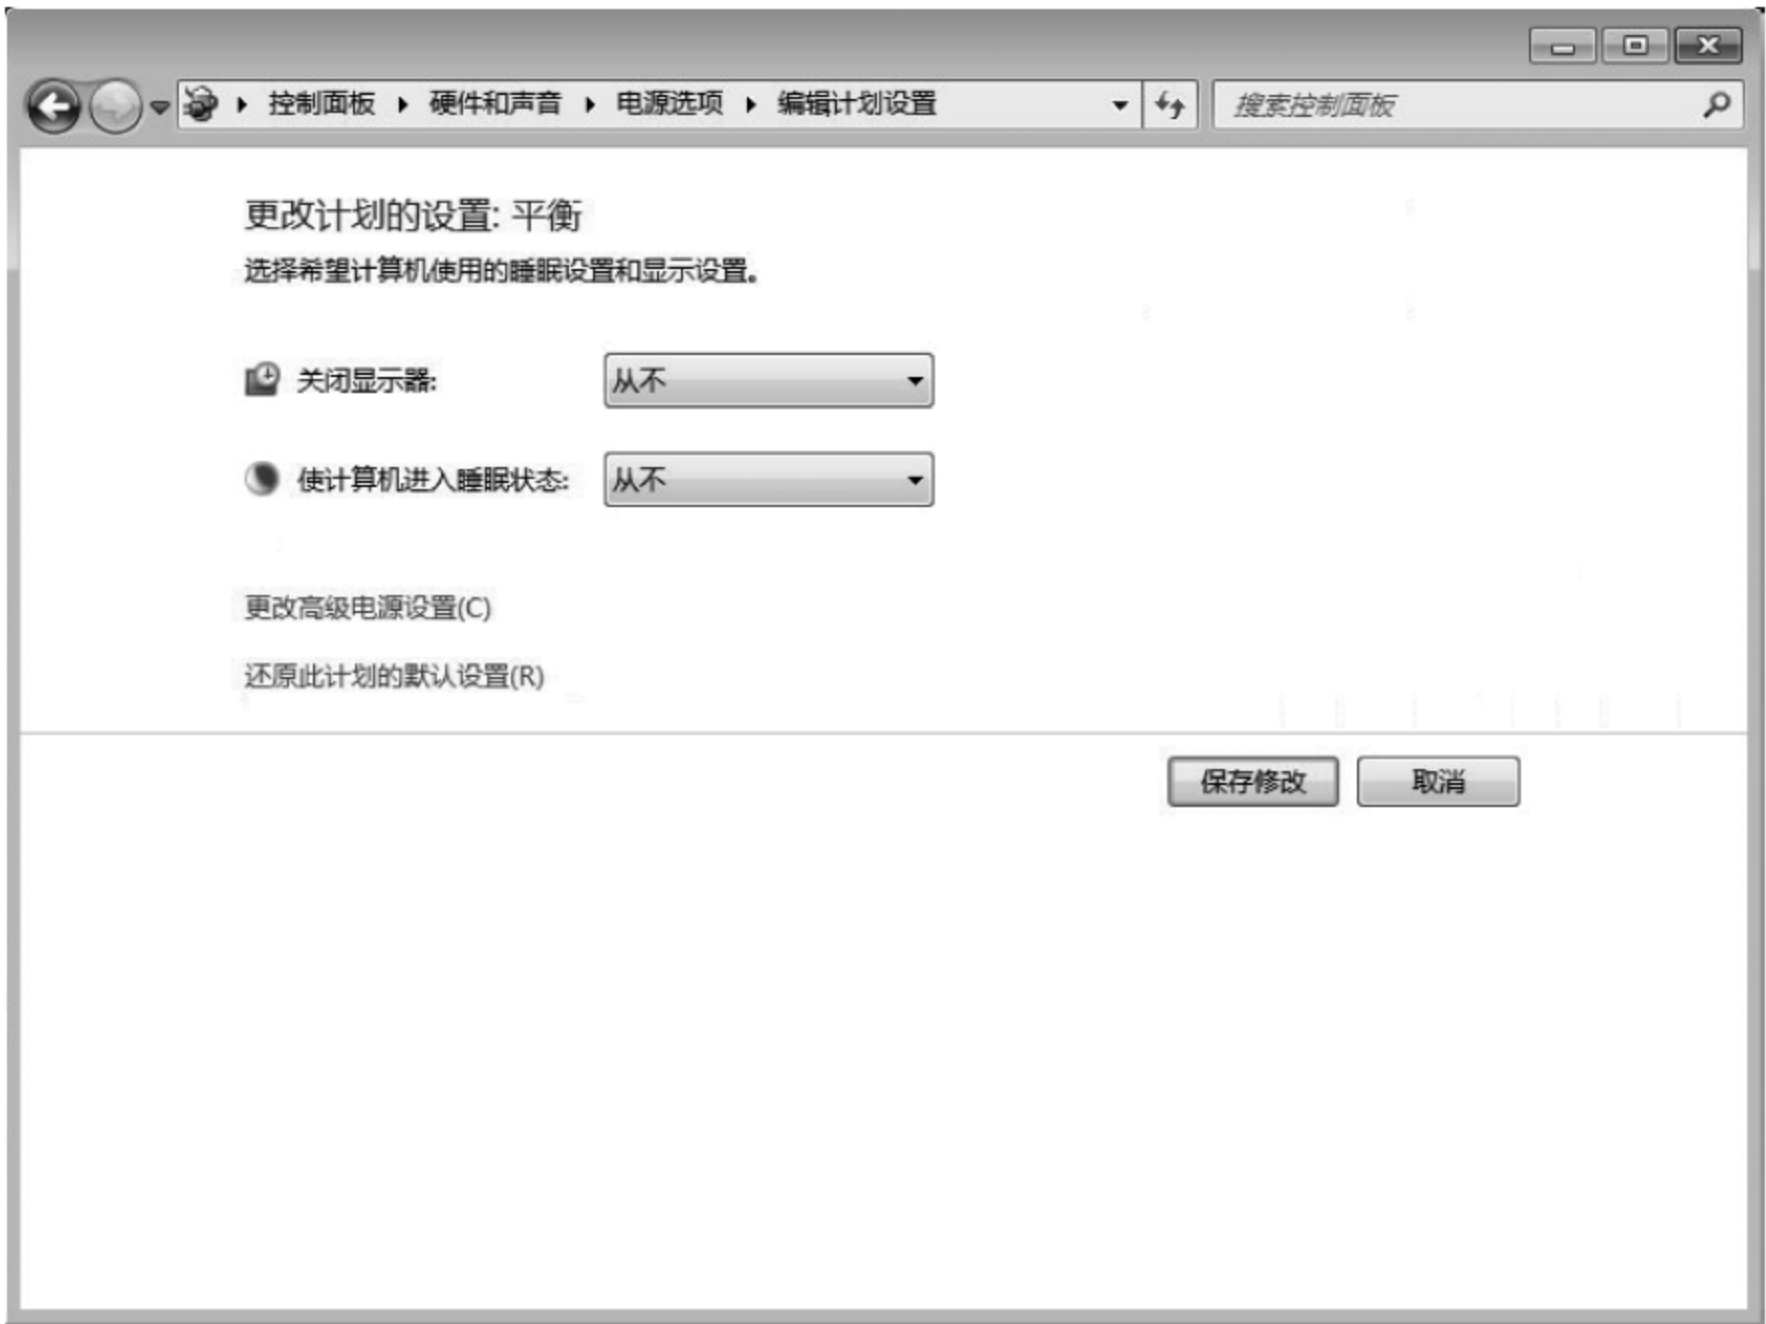 控制面板 ▸ 硬件和声音 ▸ 电源选项 ▸ 编辑计划设置
搜索控制面板
更改计划的设置: 平衡
选择希望计算机使用的睡眠设置和显示设置。
关闭显示器: 从不
使计算机进入睡眠状态: 从不
更改高级电源设置(C)
还原此计划的默认设置(R)
保存修改 取消